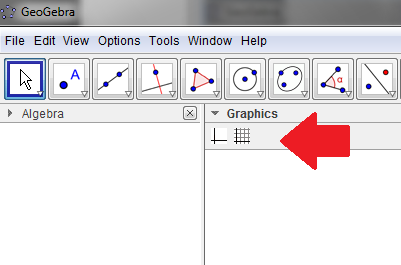 GeoGebra
File Edit View Options Tools Window Help
A
α
Algebra
Graphics